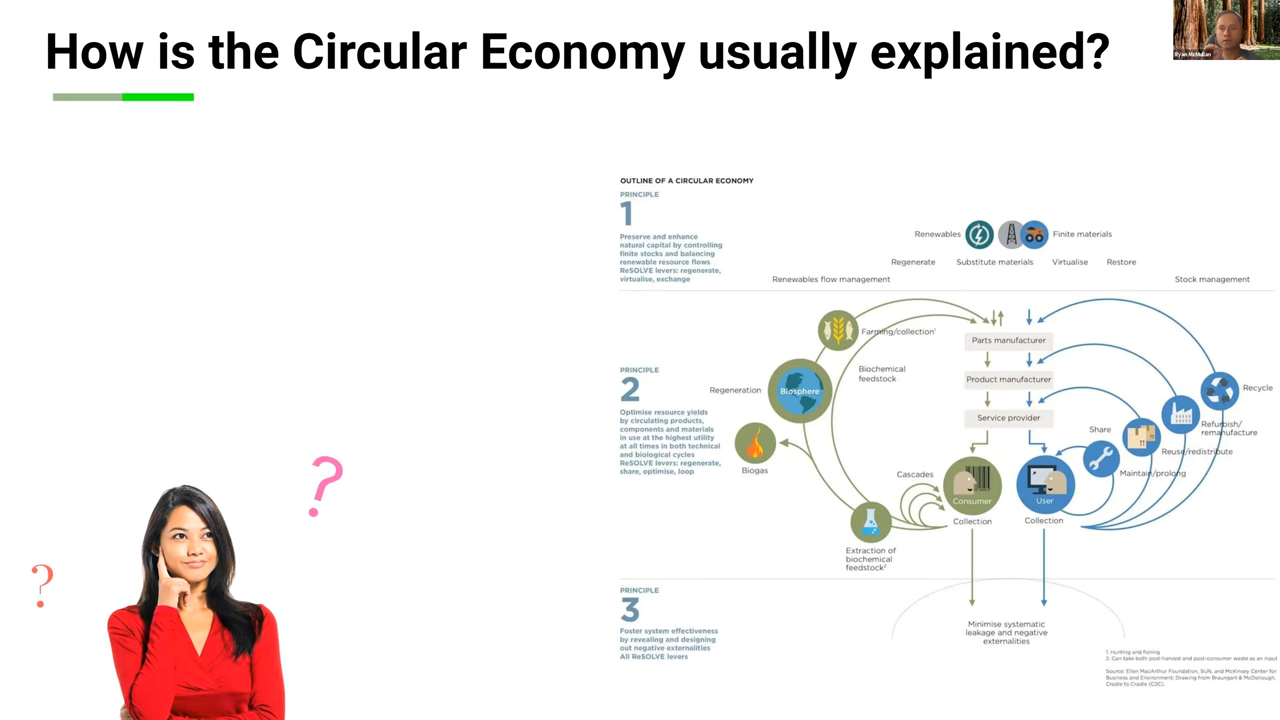 How is the Circular Economy usually explained?
Ryan McMullan
?
?
OUTLINE OF A CIRCULAR ECONOMY
PRINCIPLE
1
Preserve and enhance
natural capital by controlling
finite stocks and balancing
renewable resource flows
ReSOLVE levers: regenerate,
virtualise, exchange
Renewables
Finite materials
Regenerate
Substitute materials
Virtualise
Restore
Renewables flow management
Stock management
PRINCIPLE
2
Optimise resource yields
by circulating products,
components and materials
in use at the highest utility
at all times in both technical
and biological cycles
ReSOLVE levers: regenerate,
share, optimise, loop
Farming/collection1
Biochemical
feedstock
Regeneration
Biosphere
Biogas
Cascades
Extraction of
biochemical
feedstock2
Parts manufacturer
Product manufacturer
Service provider
Consumer
User
Collection
Collection
Share
Maintain/prolong
Reuse/redistribute
Refurbish/
remanufacture
Recycle
PRINCIPLE
3
Foster system effectiveness
by revealing and designing
out negative externalities
All ReSOLVE levers
Minimise systematic
leakage and negative
externalities
1. Hunting and fishing
2. Can take both post-harvest and post-consumer waste as an input
Source: Ellen MacArthur Foundation, SUN, and McKinsey Center for
Business and Environment; Drawing from Braungart & McDonough,
Cradle to Cradle (C2C).